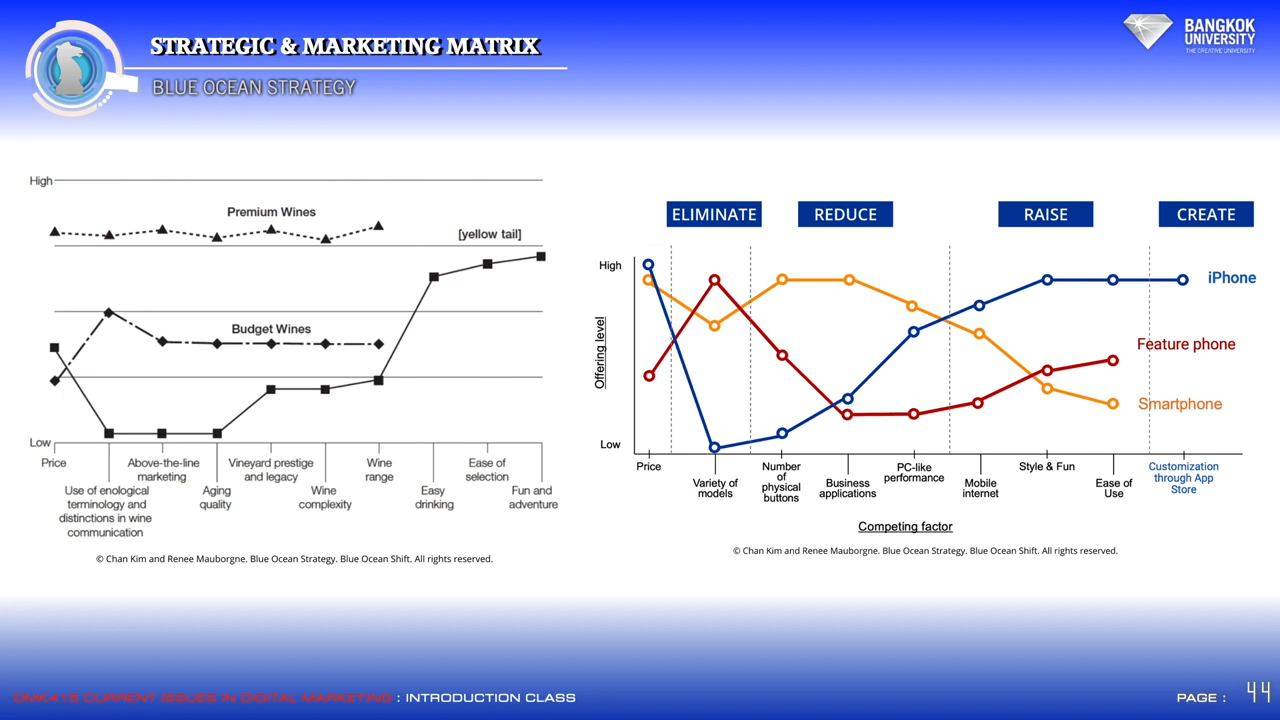 STRATEGIC & MARKETING MATRIX
BLUE OCEAN STRATEGY
BANGKOK
UNIVERSITY
THE CREATIVE UNIVERSITY
High
Premium Wines
[yellow tail]
Budget Wines
Low
Price
Use of enological
terminology and
distinctions in wine
communication
Above-the-line
marketing
Aging
quality
Vineyard prestige
and legacy
Wine
complexity
Wine
range
Easy
drinking
Ease of
selection
Fun and
adventure
© Chan Kim and Renee Mauborgne. Blue Ocean Strategy. Blue Ocean Shift. All rights reserved.
ELIMINATE
REDUCE
RAISE
CREATE
High
Offering level
Low
iPhone
Feature phone
Smartphone
Price
Variety of
models
Number
of
physical
buttons
Business
applications
PC-like
performance
Mobile
internet
Style & Fun
Ease of
Use
Customization
through App
Store
Competing factor
© Chan Kim and Renee Mauborgne. Blue Ocean Strategy. Blue Ocean Shift. All rights reserved.
CMK415 CURRENT ISSUES IN DIGITAL MARKETING : INTRODUCTION CLASS
PAGE : 44